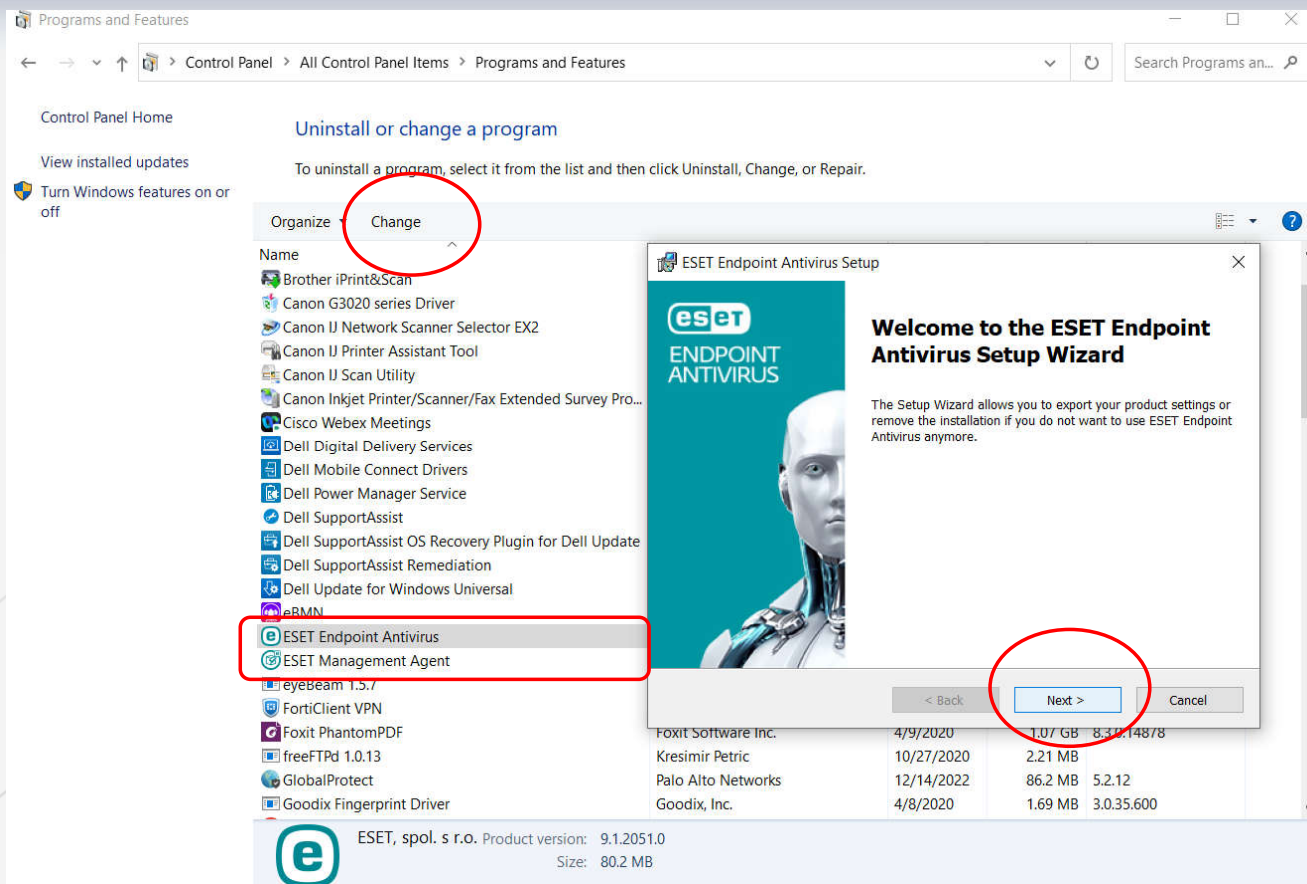 Programs and Features
Control Panel > All Control Panel Items > Programs and Features
Search Programs an...
Control Panel Home
View installed updates
Turn Windows features on or
off
Uninstall or change a program
To uninstall a program, select it from the list and then click Uninstall, Change, or Repair.
Organize Change
Name
Brother iPrint&Scan
Canon G3020 series Driver
Canon IJ Network Scanner Selector EX2
Canon IJ Printer Assistant Tool
Canon IJ Scan Utility
Canon Inkjet Printer/Scanner/Fax Extended Survey Pro...
Cisco Webex Meetings
Dell Digital Delivery Services
Dell Mobile Connect Drivers
Dell Power Manager Service
Dell SupportAssist
Dell SupportAssist OS Recovery Plugin for Dell Update
Dell SupportAssist Remediation
Dell Update for Windows Universal
eBMN
ESET Endpoint Antivirus
ESET Management Agent
eyeBeam 1.5.7
FortiClient VPN
Foxit PhantomPDF Foxit Software Inc. 4/9/2020 1.07 GB 8.3.0.14878
freeFTPd 1.0.13 Kresimir Petric 10/27/2020 2.21 MB
GlobalProtect Palo Alto Networks 12/14/2022 86.2 MB 5.2.12
Goodix Fingerprint Driver Goodix, Inc. 4/8/2020 1.69 MB 3.0.35.600
ESET Endpoint Antivirus Setup
eset
ENDPOINT
ANTIVIRUS
Welcome to the ESET Endpoint
Antivirus Setup Wizard
The Setup Wizard allows you to export your product settings or
remove the installation if you do not want to use ESET Endpoint
Antivirus anymore.
< Back Next > Cancel
e
ESET, spol. s r.o. Product version: 9.1.2051.0
Size: 80.2 MB